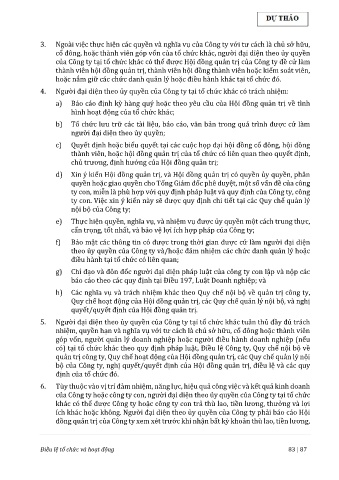 DỰ THẢO
3. Ngoài việc thực hiện các quyền và nghĩa vụ của Công ty với tư cách là chủ sở hữu,
cổ đông, hoặc thành viên góp vốn của tổ chức khác, người đại diện theo ủy quyền
của Công ty tại tổ chức khác có thể được Hội đồng quản trị của Công ty đề cử làm
thành viên hội đồng quản trị, thành viên hội đồng thành viên hoặc kiểm soát viên,
hoặc nắm giữ các chức danh quản lý hoặc điều hành khác tại tổ chức đó.
4. Người đại diện theo ủy quyền của Công ty tại tổ chức khác có trách nhiệm:
a) Báo cáo định kỳ hàng quý hoặc theo yêu cầu của Hội đồng quản trị về tình
hình hoạt động của tổ chức khác;
b) Tổ chức lưu trữ các tài liệu, báo cáo, văn bản trong quá trình được cử làm
người đại diện theo ủy quyền;
c) Quyết định hoặc biểu quyết tại các cuộc họp đại hội đồng cổ đông, hội đồng
thành viên, hoặc hội đồng quản trị của tổ chức có liên quan theo quyết định,
chủ trương, định hướng của Hội đồng quản trị;
d) Xin ý kiến Hội đồng quản trị, và Hội đồng quản trị có quyền ủy quyền, phân
quyền hoặc giao quyền cho Tổng Giám đốc phê duyệt, một số vấn đề của công
ty con, miễn là phù hợp với quy định pháp luật và quy định của Công ty, công
ty con. Việc xin ý kiến này sẽ được quy định chi tiết tại các Quy chế quản lý
nội bộ của Công ty;
e) Thực hiện quyền, nghĩa vụ, và nhiệm vụ được ủy quyền một cách trung thực,
cẩn trọng, tốt nhất, và bảo vệ lợi ích hợp pháp của Công ty;
f) Bảo mật các thông tin có được trong thời gian được cử làm người đại diện
theo ủy quyền của Công ty và/hoặc đảm nhiệm các chức danh quản lý hoặc
điều hành tại tổ chức có liên quan;
g) Chỉ đạo và đôn đốc người đại diện pháp luật của công ty con lập và nộp các
báo cáo theo các quy định tại Điều 197, Luật Doanh nghiệp; và
h) Các nghĩa vụ và trách nhiệm khác theo Quy chế nội bộ về quản trị công ty,
Quy chế hoạt động của Hội đồng quản trị, các Quy chế quản lý nội bộ, và nghị
quyết/quyết định của Hội đồng quản trị.
5. Người đại diện theo ủy quyền của Công ty tại tổ chức khác tuân thủ đầy đủ trách
nhiệm, quyền hạn và nghĩa vụ với tư cách là chủ sở hữu, cổ đông hoặc thành viên
góp vốn, người quản lý doanh nghiệp hoặc người điều hành doanh nghiệp (nếu
có) tại tổ chức khác theo quy định pháp luật, Điều lệ Công ty, Quy chế nội bộ về
quản trị công ty, Quy chế hoạt động của Hội đồng quản trị, các Quy chế quản lý nội
bộ của Công ty, nghị quyết/quyết định của Hội đồng quản trị, điều lệ và các quy
định của tổ chức đó.
6. Tùy thuộc vào vị trí đảm nhiệm, năng lực, hiệu quả công việc và kết quả kinh doanh
của Công ty hoặc công ty con, người đại diện theo ủy quyền của Công ty tại tổ chức
khác có thể được Công ty hoặc công ty con trả thù lao, tiền lương, thưởng và lợi
ích khác hoặc không. Người đại diện theo ủy quyền của Công ty phải báo cáo Hội
đồng quản trị của Công ty xem xét trước khi nhận bất kỳ khoản thù lao, tiền lương,
Điều lệ tổ chức và hoạt động
83 | 87